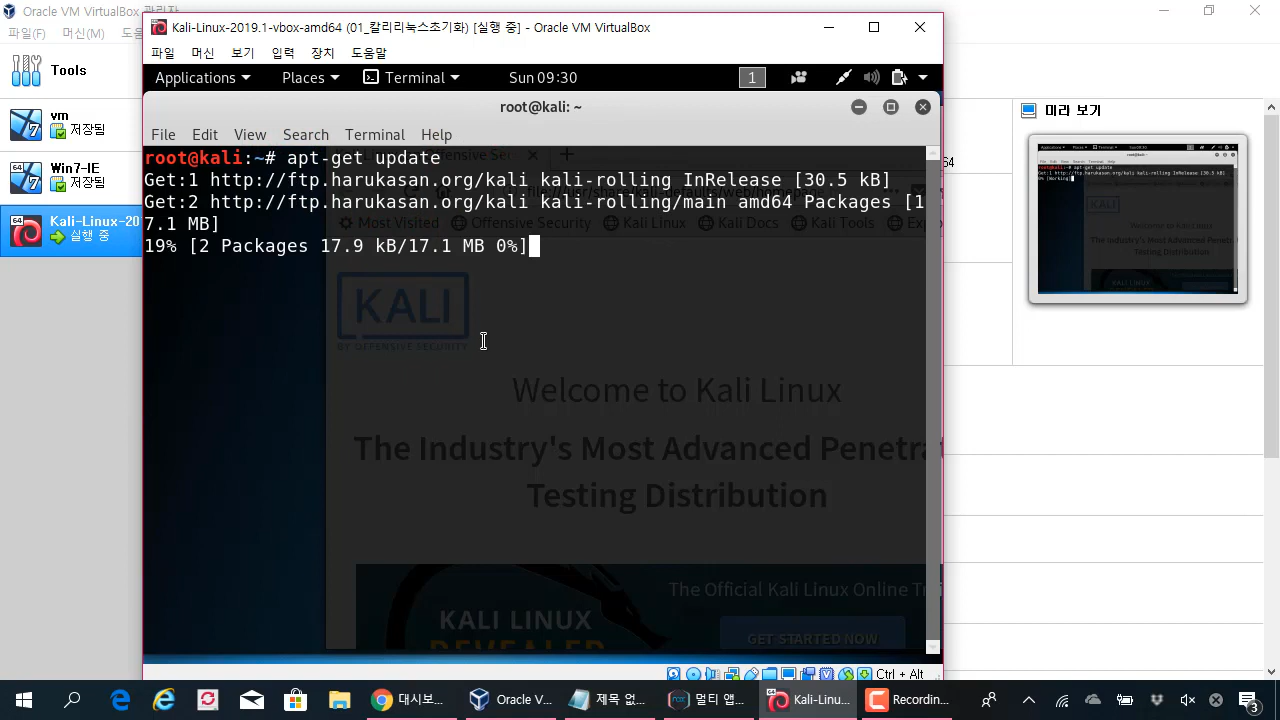 Oracle VM VirtualBox 관리자
파일(F) 머신(M)
Tools
vm
저장됨
Win7-IE
저장됨
Kali-Linux-20
실행 중
Kali-Linux-2019.1-vbox-amd64 (01_칼리리눅스초기화) [실행 중] - Oracle VM VirtualBox
파일 머신 보기 입력 장치 도움말
Applications Places Terminal Sun 09:30 1
root@kali: ~
File Edit View Search Terminal Help
root@kali:~# apt-get update
Get:1 http://ftp.harukasan.org/kali kali-rolling InRelease [30.5 kB]
Get:2 http://ftp.harukasan.org/kali kali-rolling/main amd64 Packages [1
7.1 MB]
19% [2 Packages 17.9 kB/17.1 MB 0%]
Most Visited Offensive Security Kali Linux Kali Docs Kali Tools
KALI
BY OFFENSIVE SECURITY
Welcome to Kali Linux
The Industry's Most Advanced Penetra
Testing Distribution
The Official Kali Linux Online Trai
KALI LINUX
REVEALED
GET STARTED NOW
Ctrl + Alt
미리 보기
64
대시보... Oracle V... 제목 없... 멀티 앱... Kali-Linu... Recording... 3